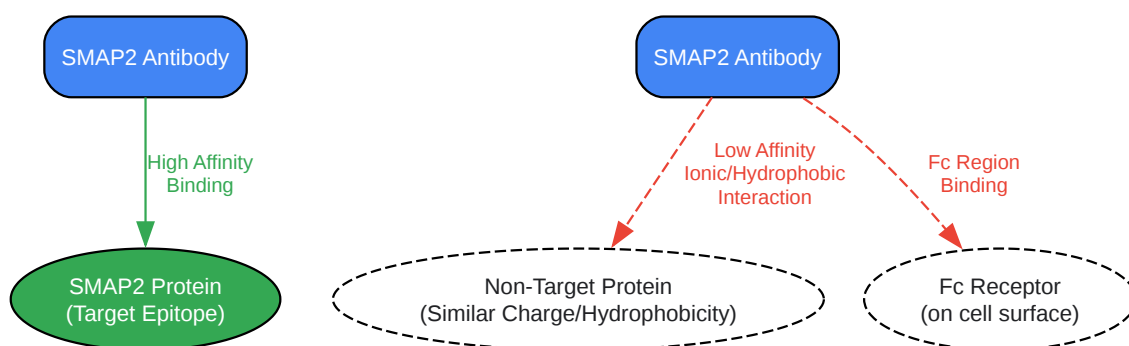 SMAP2 Antibody
High Affinity
Binding
SMAP2 Protein
(Target Epitope)
SMAP2 Antibody
Low Affinity
Ionic/Hydrophobic
Interaction
Fc Region
Binding
Non-Target Protein
(Similar Charge/Hydrophobicity)
Fc Receptor
(on cell surface)